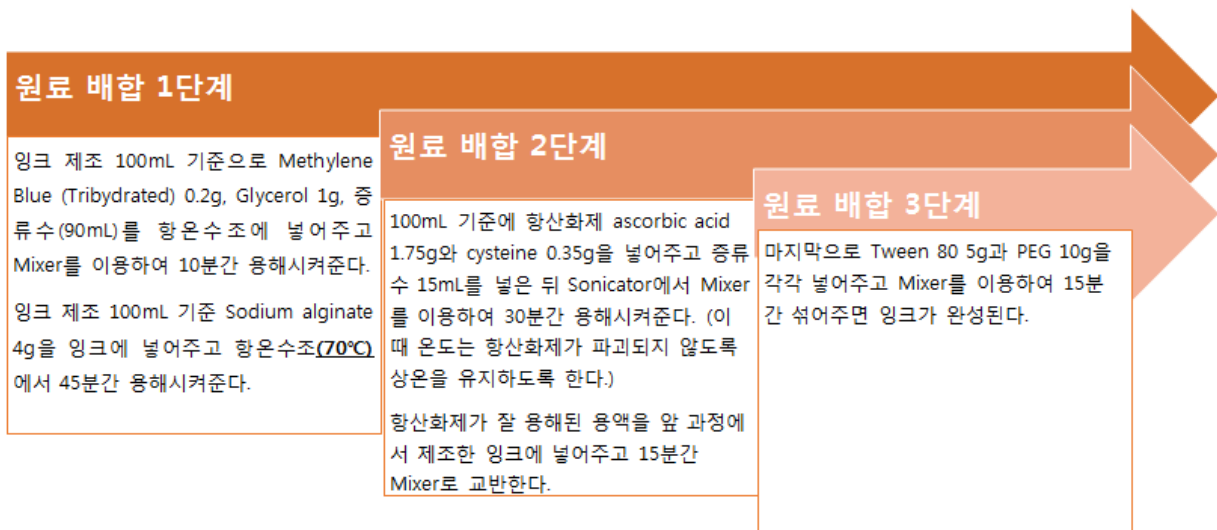 원료 배합 1단계
잉크 제조 100mL 기준으로 Methylene
Blue (Tribydrated) 0.2g, Glycerol 1g, 증
류수(90mL)를 항온수조에 넣어주고
Mixer를 이용하여 10분간 용해시켜준다.
잉크 제조 100mL 기준 Sodium alginate
4g을 잉크에 넣어주고 항온수조(70℃)
에서 45분간 용해시켜준다.
원료 배합 2단계
100mL 기준에 항산화제 ascorbic acid
1.75g와 cysteine 0.35g을 넣어주고 증류
수 15mL를 넣은 뒤 Sonicator에서 Mixer
를 이용하여 30분간 용해시켜준다. (이
때 온도는 항산화제가 파괴되지 않도록
상온을 유지하도록 한다.)
항산화제가 잘 용해된 용액을 앞 과정에
서 제조한 잉크에 넣어주고 15분간
Mixer로 교반한다.
원료 배합 3단계
마지막으로 Tween 80 5g과 PEG 10g을
각각 넣어주고 Mixer를 이용하여 15분
간 섞어주면 잉크가 완성된다.